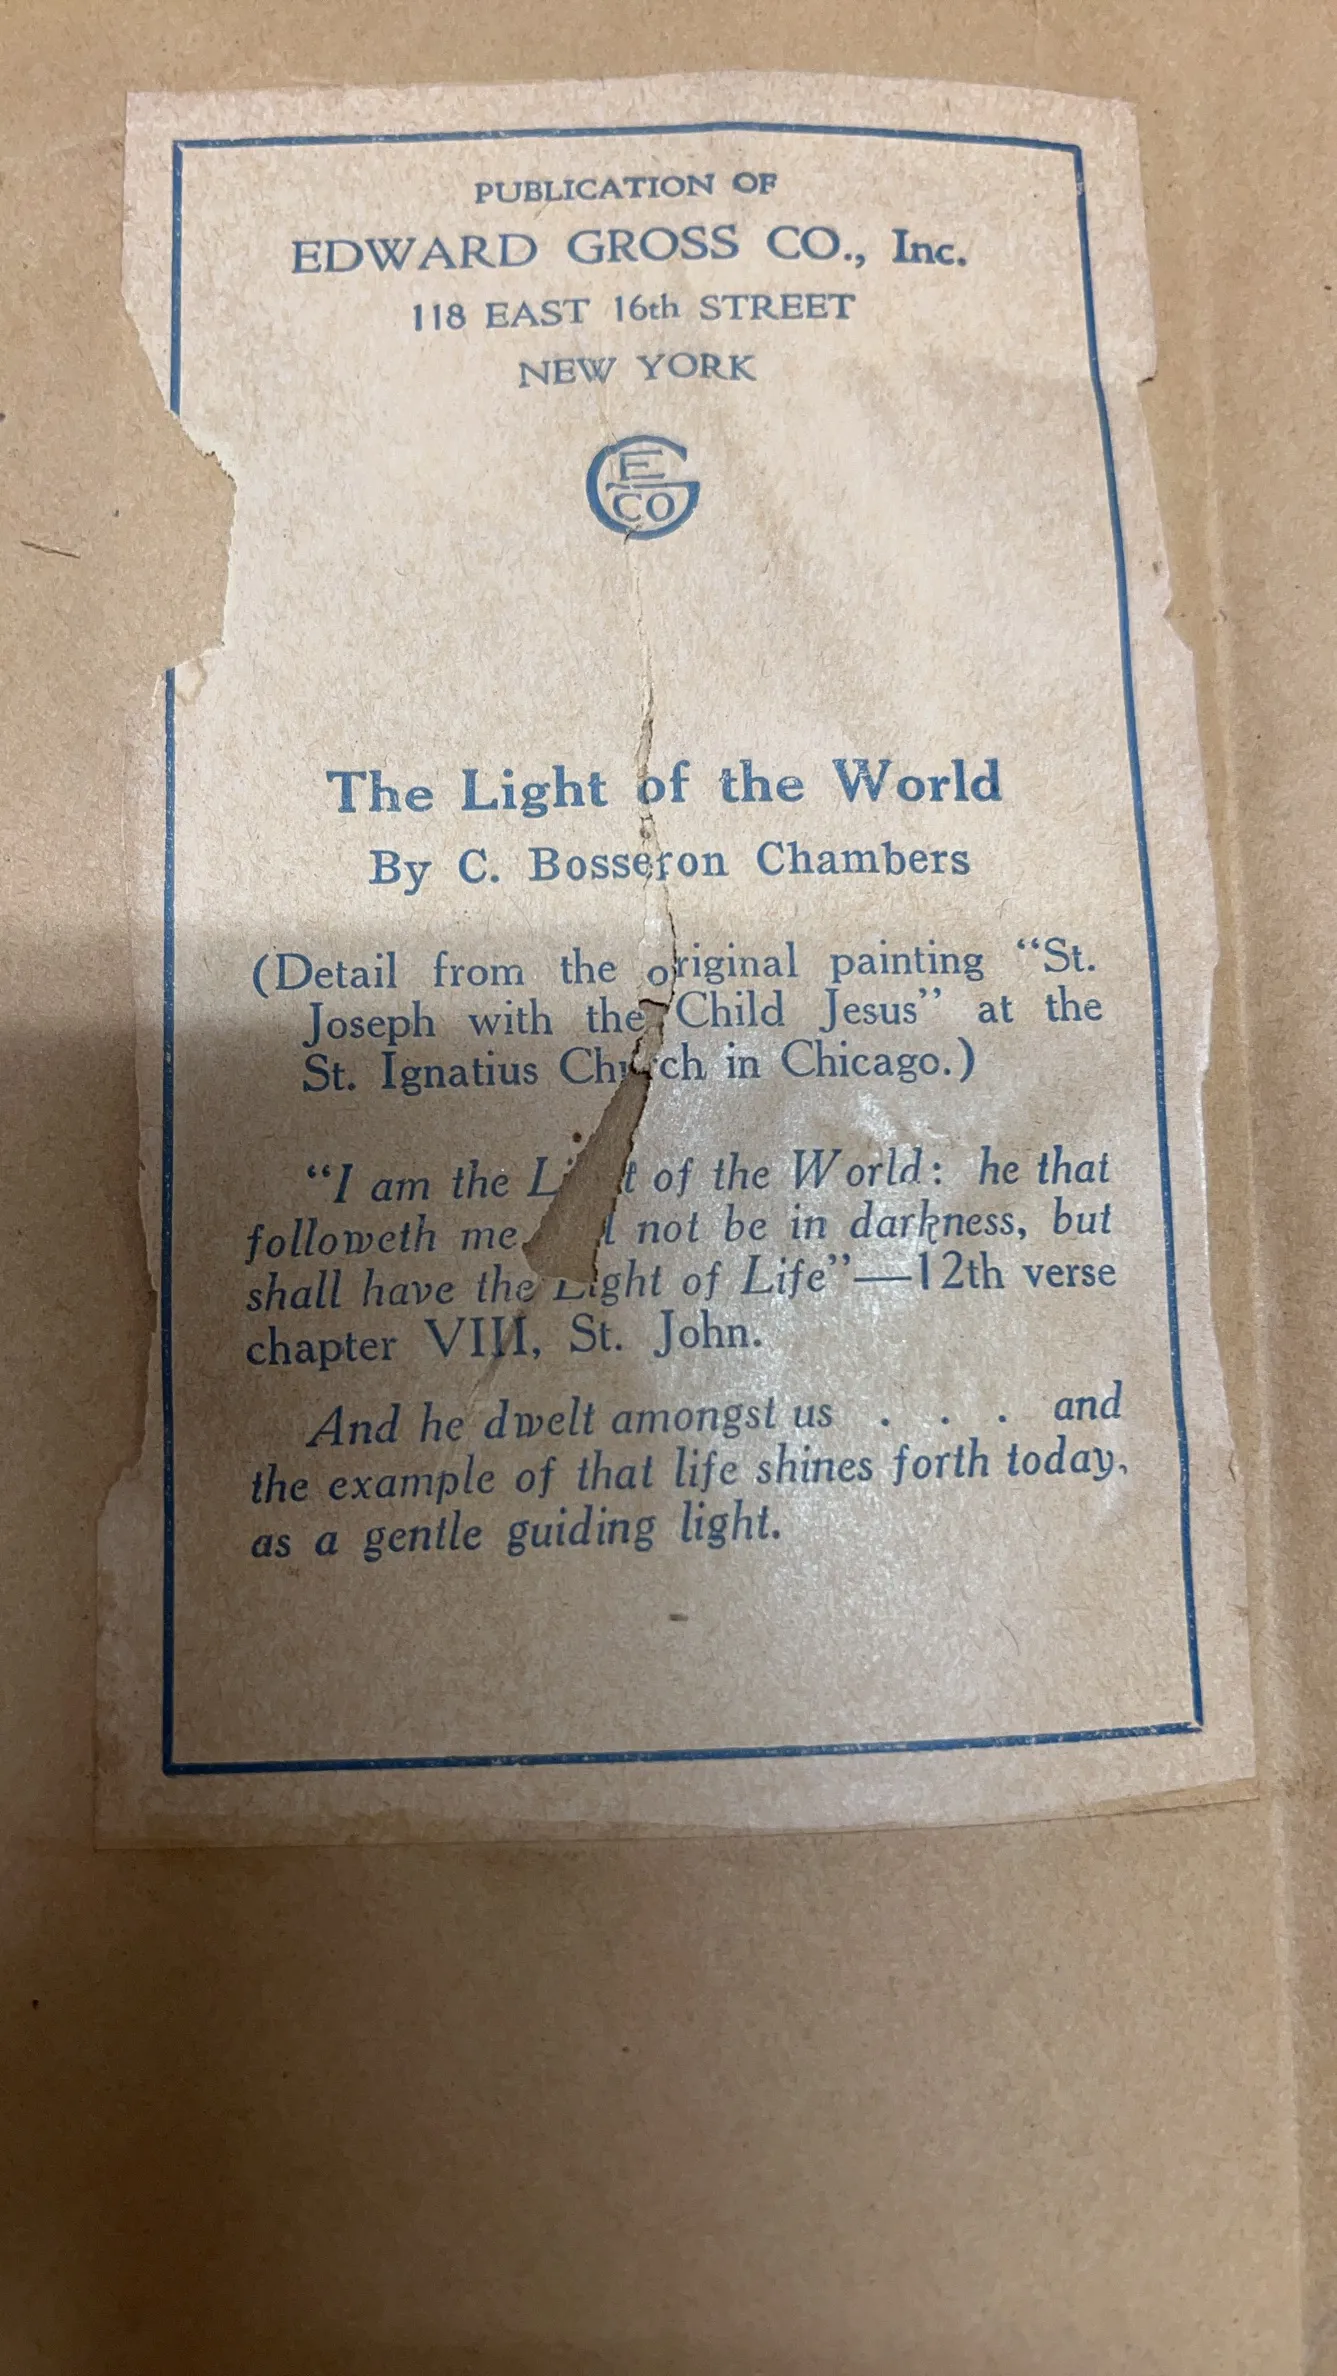 PUBLICATION OF
EDWARD GROSS CO., Inc.
118 EAST 16th STREET
NEW YORK
E G CO
The Light of the World
By C. Bosseron Chambers
(Detail from the original painting “St.
Joseph with the Child Jesus” at the
St. Ignatius Church in Chicago.)
“I am the of the World: he that
followeth me not be in darkness, but
shall have the Light of Life”—12th verse
chapter VIII, St. John.
And he dwelt amongst us . . . and
the example of that life shines forth today,
as a gentle guiding light.